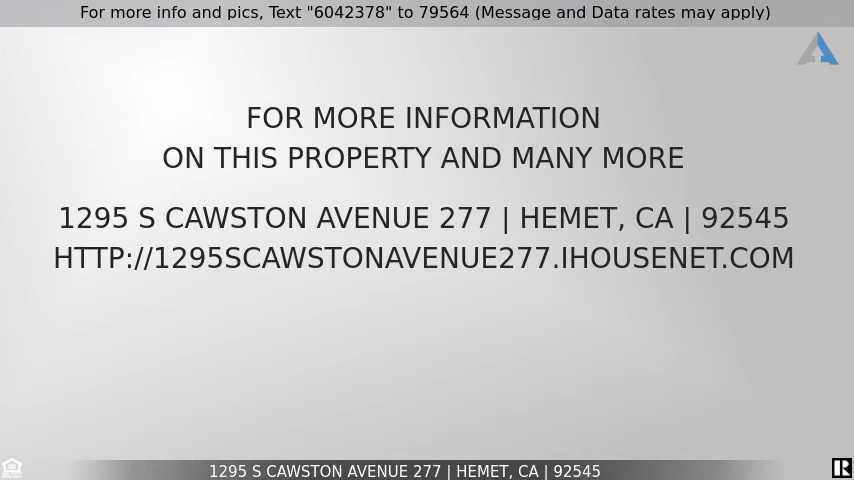 For more info and pics, Text "6042378" to 79564 (Message and Data rates may apply)
FOR MORE INFORMATION
ON THIS PROPERTY AND MANY MORE
1295 S CAWSTON AVENUE 277 | HEMET, CA | 92545
HTTP://1295SCAWSTONAVENUE277.IHOUSENET.COM
1295 S CAWSTON AVENUE 277 | HEMET, CA | 92545